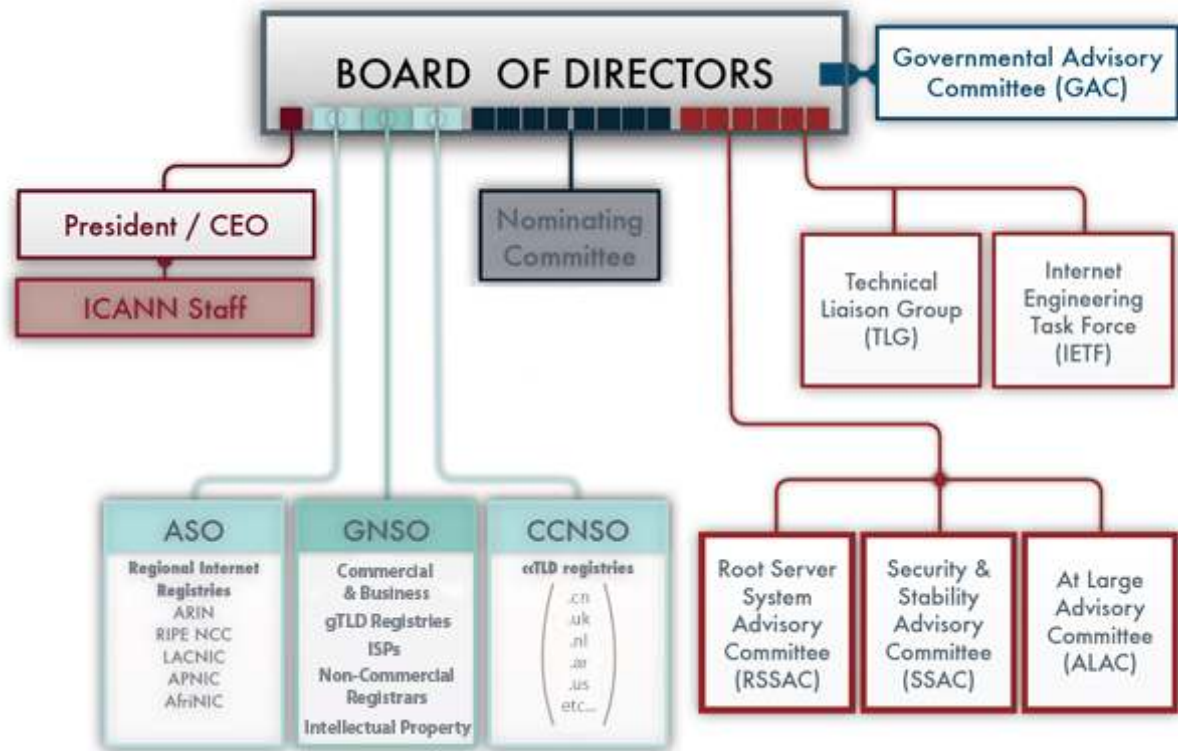 BOARD OF DIRECTORS
Governmental Advisory
Committee (GAC)
President / CEO
ICANN Staff
Nominating
Committee
Technical
Liaison Group
(TLG)
Internet
Engineering
Task Force
(IETF)
ASO
Regional Internet
Registries
ARIN
RIPE NCC
LACNIC
APNIC
AfriNIC
GNSO
Commercial
& Business
gTLD Registries
ISPs
Non-Commercial
Registrars
Intellectual Property
CCNSO
ccTLD registries
.cn
.uk
.nl
.us
etc...
Root Server
System
Advisory
Committee
(RSSAC)
Security &
Stability
Advisory
Committee
(SSAC)
At Large
Advisory
Committee
(ALAC)